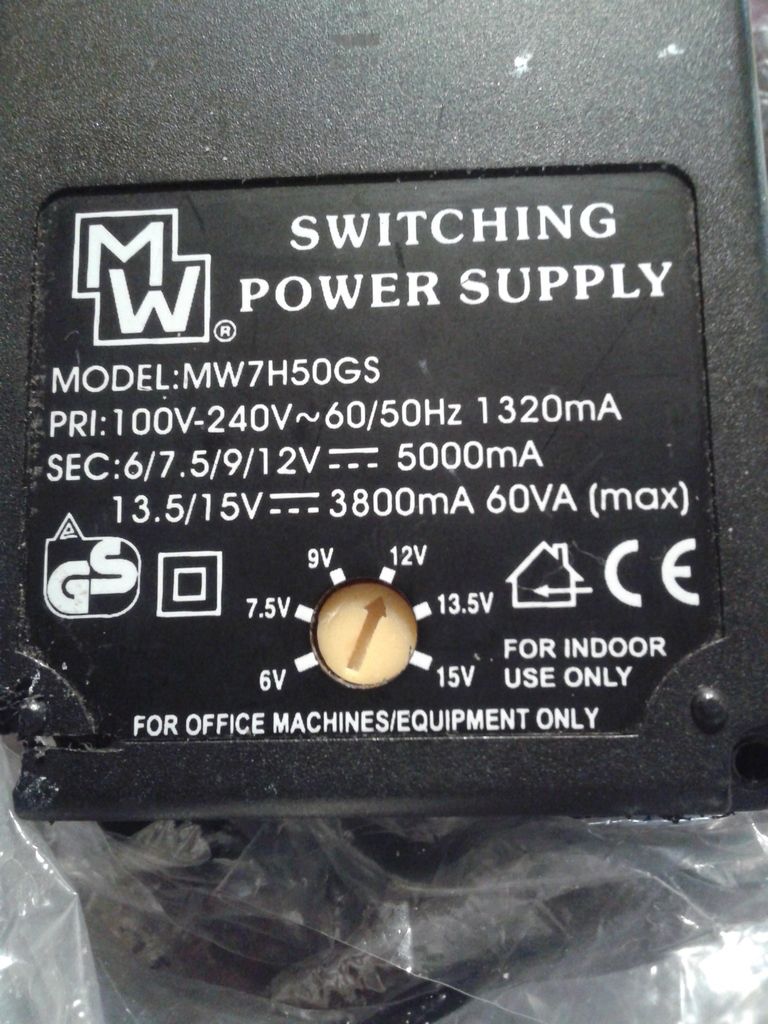 MW ®
SWITCHING
POWER SUPPLY
MODEL:MW7H50GS
PRI:100V-240V~60/50Hz 1320mA
SEC:6/7.5/9/12V⎓ 5000mA
13.5/15V⎓ 3800mA 60VA (max)
GS
CE
9V
12V
7.5V
13.5V
6V
15V
FOR INDOOR
USE ONLY
FOR OFFICE MACHINES/EQUIPMENT ONLY